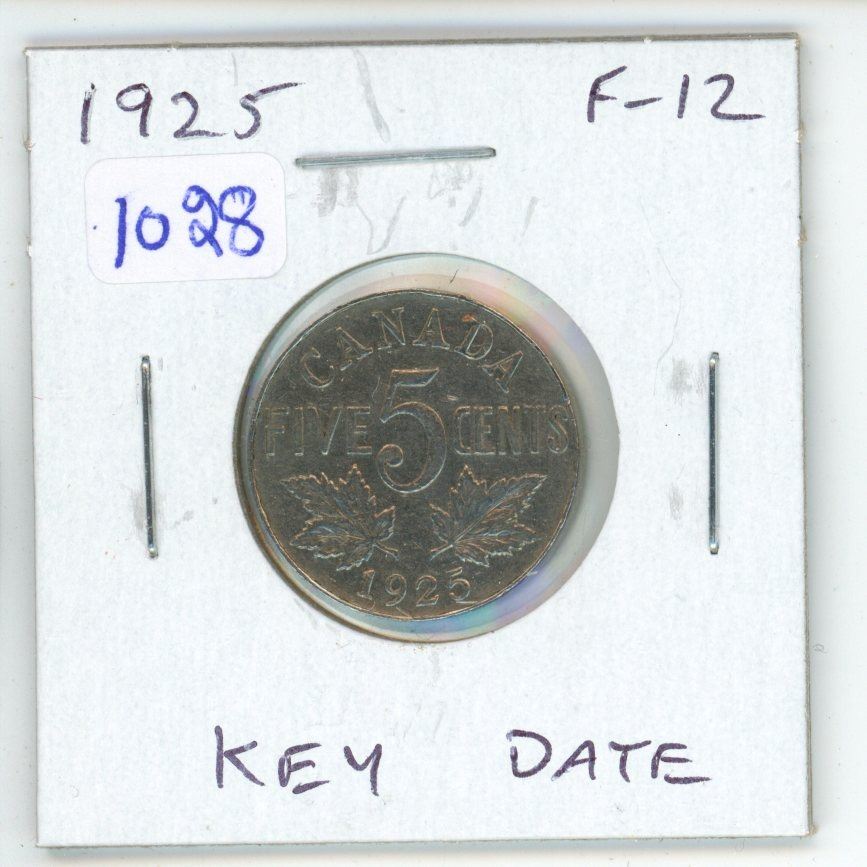 1925 F-12
1028
CANADA
FIVE 5 CENTS
1925
KEY DATE